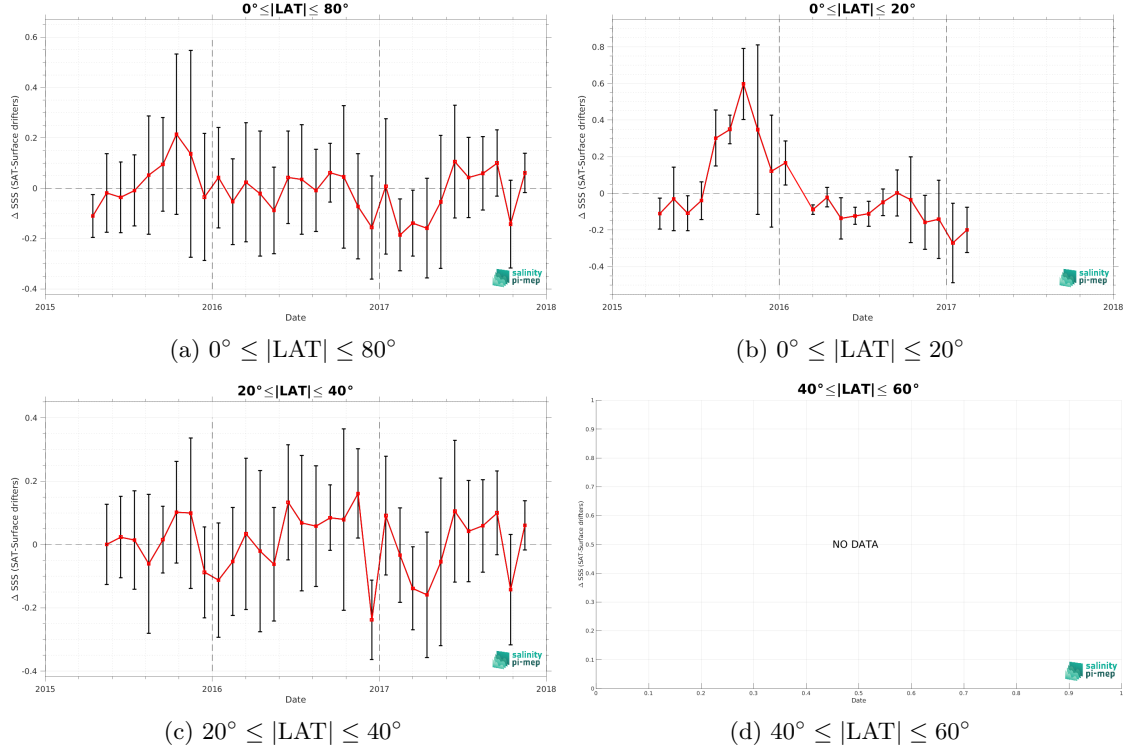 0°≤|LAT|≤ 80°
Δ SSS (SAT-Surface drifters)
0.6
0.4
0.2
0
-0.2
-0.4
2015
2016
2017
2018
Date
salinity
pi-mep
(a) 0° ≤ |LAT| ≤ 80°
0°≤|LAT|≤ 20°
Δ SSS (SAT-Surface drifters)
0.8
0.6
0.4
0.2
0
-0.2
-0.4
2015
2016
2017
2018
Date
salinity
pi-mep
(b) 0° ≤ |LAT| ≤ 20°
20°≤|LAT|≤ 40°
Δ SSS (SAT-Surface drifters)
0.4
0.2
0
-0.2
-0.4
2015
2016
2017
2018
Date
salinity
pi-mep
(c) 20° ≤ |LAT| ≤ 40°
40°≤|LAT|≤ 60°
Δ SSS (SAT-Surface drifters)
1
0.9
0.8
0.7
0.6
0.5
0.4
0.3
0.2
0.1
0
NO DATA
0
0.1
0.2
0.3
0.4
0.5
0.6
0.7
0.8
0.9
1
Date
salinity
pi-mep
(d) 40° ≤ |LAT| ≤ 60°